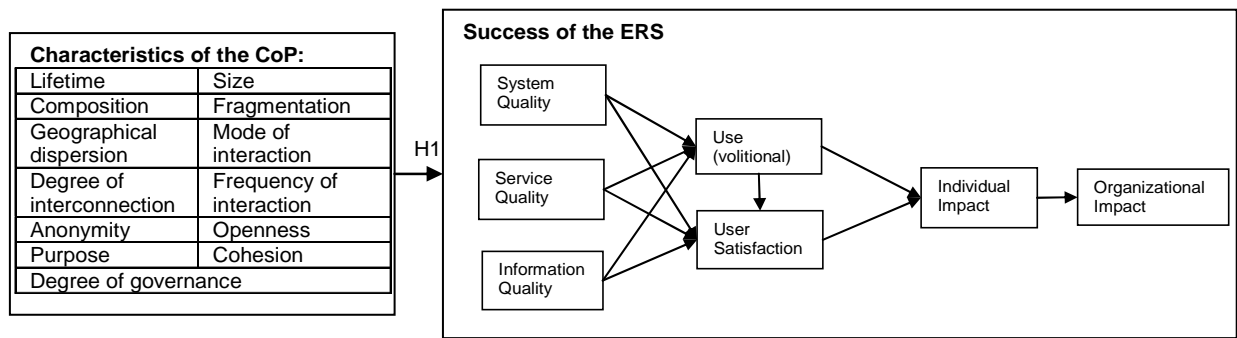 Characteristics of the CoP:
Lifetime Size
Composition Fragmentation
Geographical Mode of
dispersion interaction
Degree of Frequency of
interconnection interaction
Anonymity Openness
Purpose Cohesion
Degree of governance
H1
Success of the ERS
System
Quality
Service
Quality
Information
Quality
Use
(volitional)
User
Satisfaction
Individual
Impact
Organizational
Impact